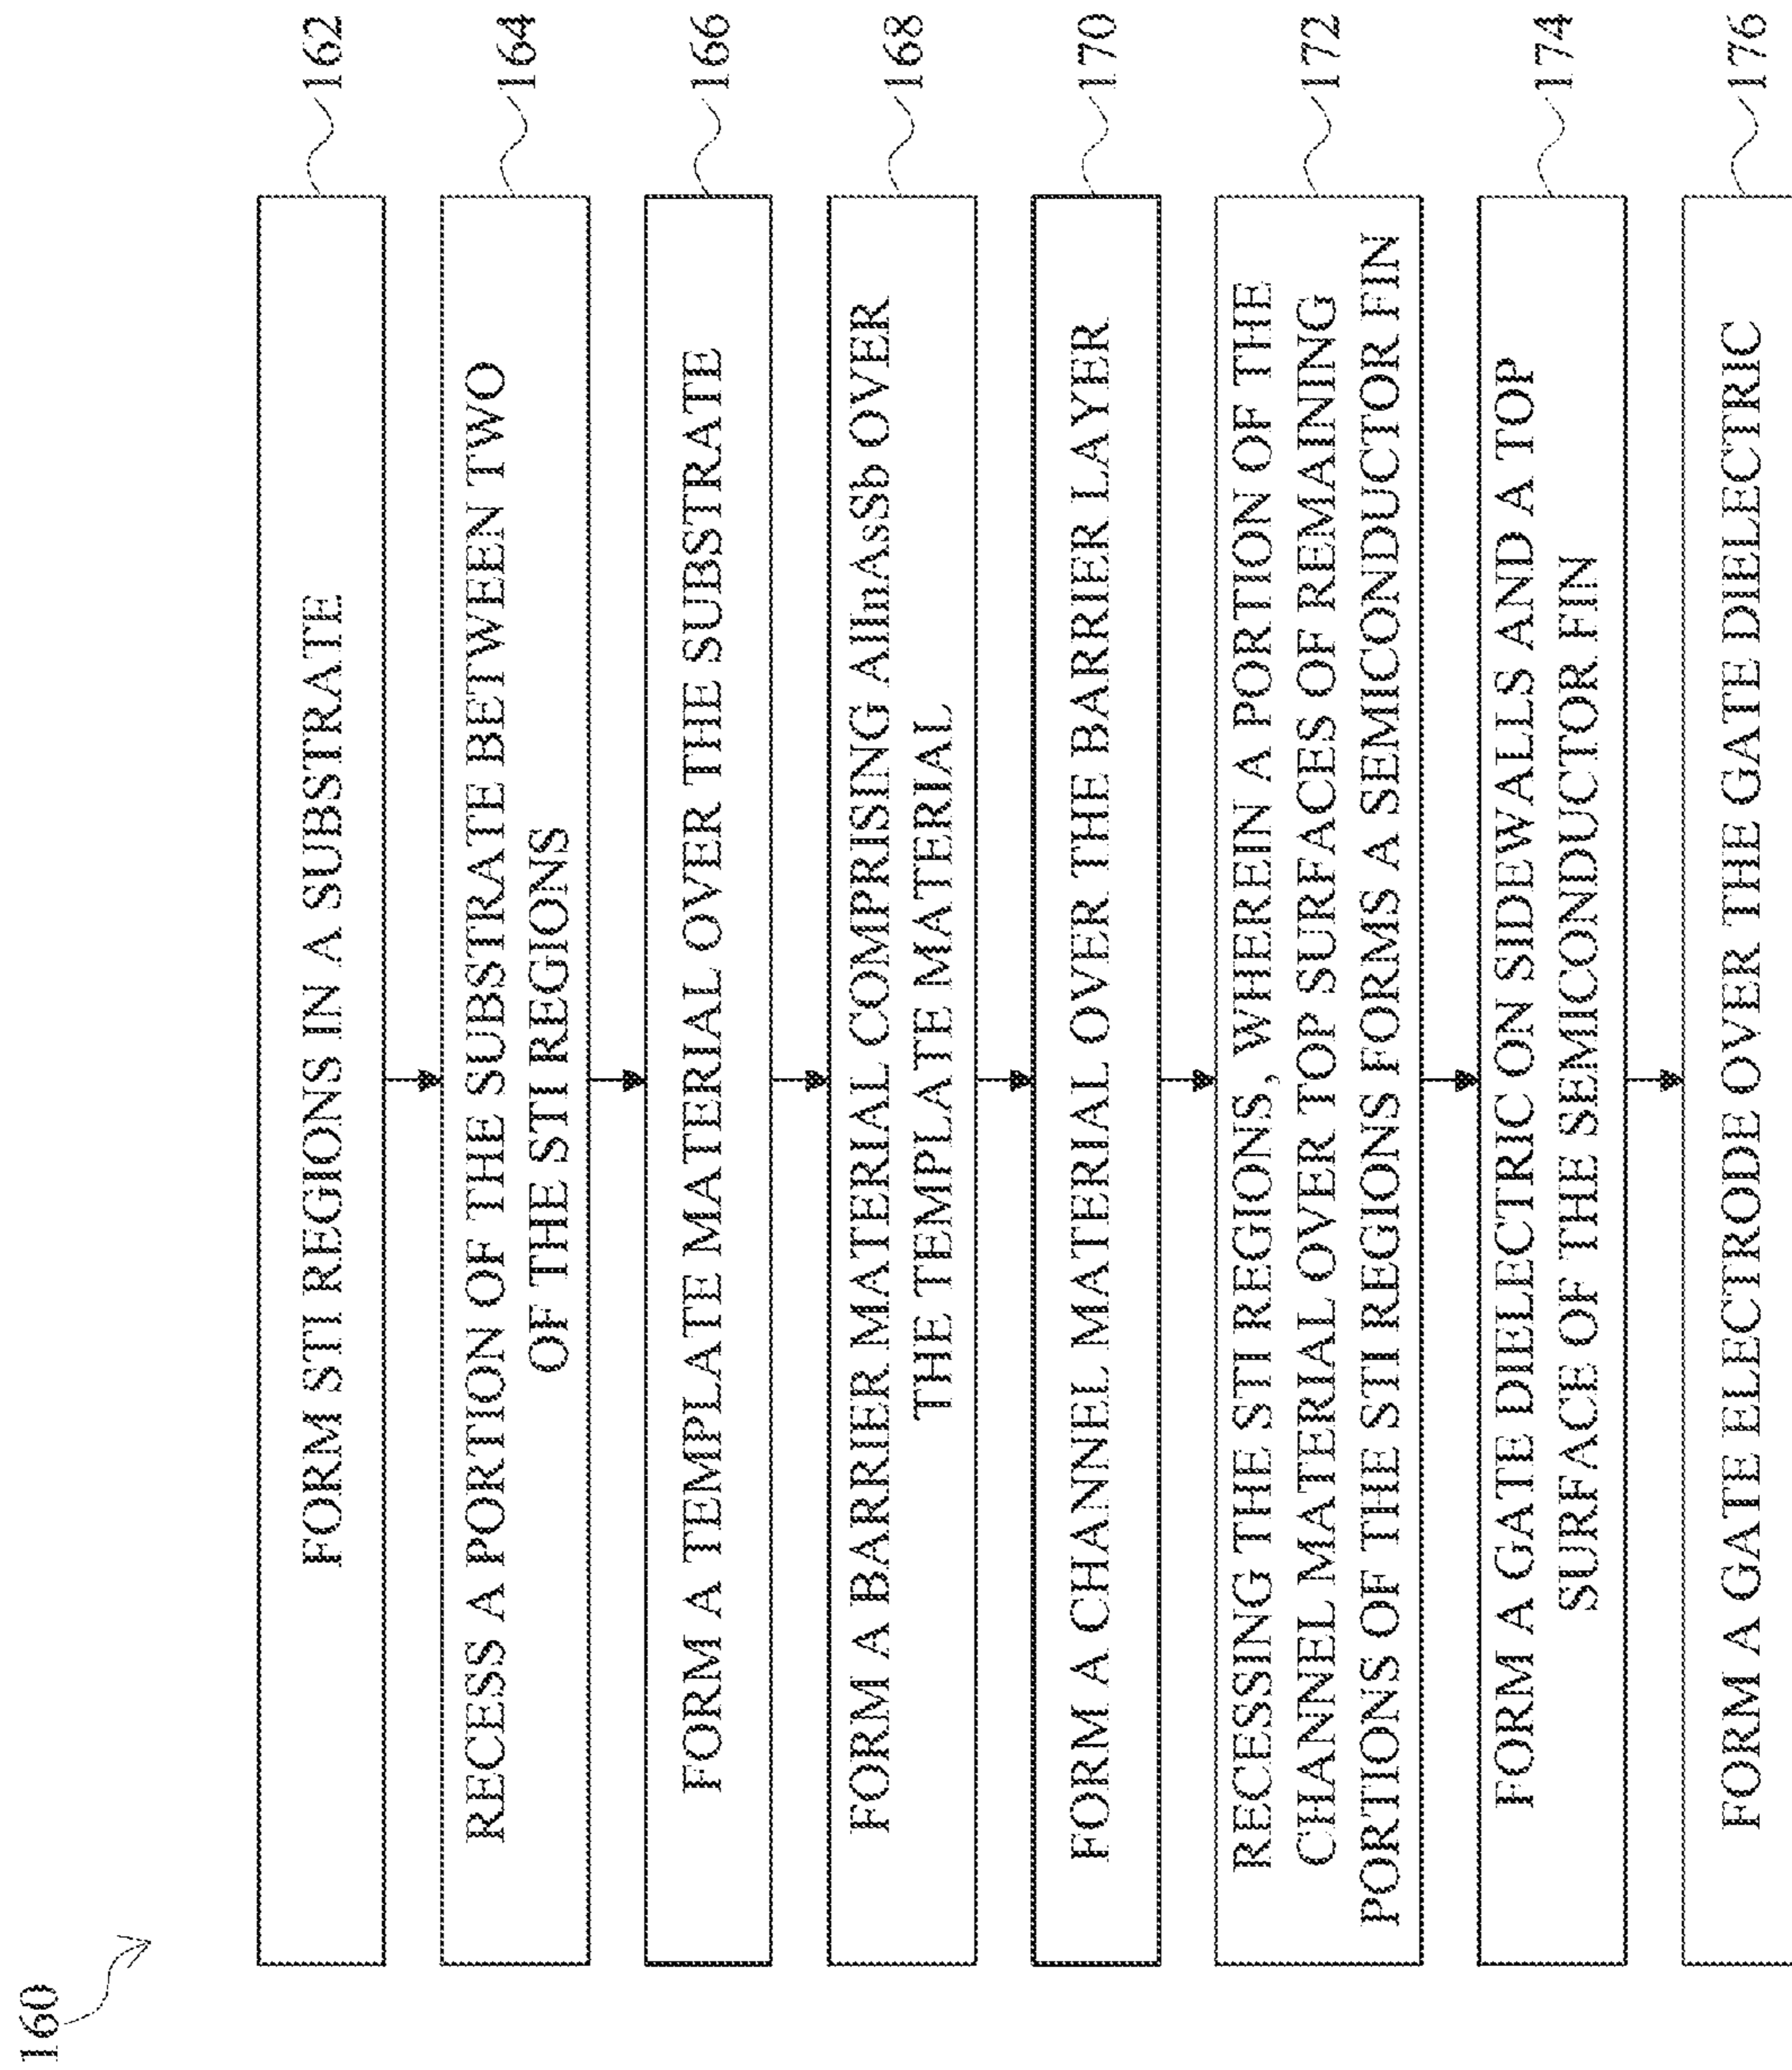 160
FORM STI REGIONS IN A SUBSTRATE
162
RECESS A PORTION OF THE SUBSTRATE BETWEEN TWO
OF THE STI REGIONS
164
FORM A TEMPLATE MATERIAL OVER THE SUBSTRATE
166
FORM A BARRIER MATERIAL COMPRISING AlInAsSb OVER
THE TEMPLATE MATERIAL
168
FORM A CHANNEL MATERIAL OVER THE BARRIER LAYER
170
RECESSING THE STI REGIONS, WHEREIN A PORTION OF THE
CHANNEL MATERIAL OVER TOP SURFACES OF REMAINING
PORTIONS OF THE STI REGIONS FORMS A SEMICONDUCTOR FIN
172
FORM A GATE DIELECTRIC ON SIDEWALLS AND A TOP
SURFACE OF THE SEMICONDUCTOR FIN
174
FORM A GATE ELECTRODE OVER THE GATE DIELECTRIC
176